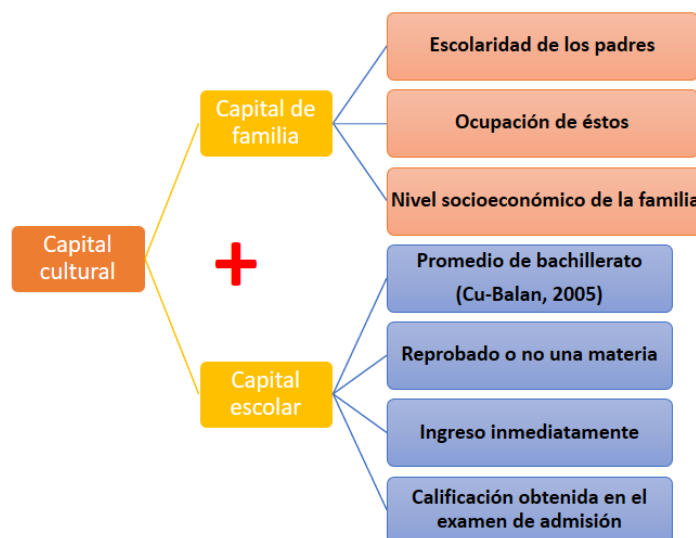 Capital
cultural
Capital de
familia
Escolaridad de los padres
Ocupación de éstos
Nivel socioeconómico de la familia
+
Capital
escolar
Promedio de bachillerato
(Cu-Balan, 2005)
Reprobado o no una materia
Ingreso inmediatamente
Calificación obtenida en el
examen de admisión